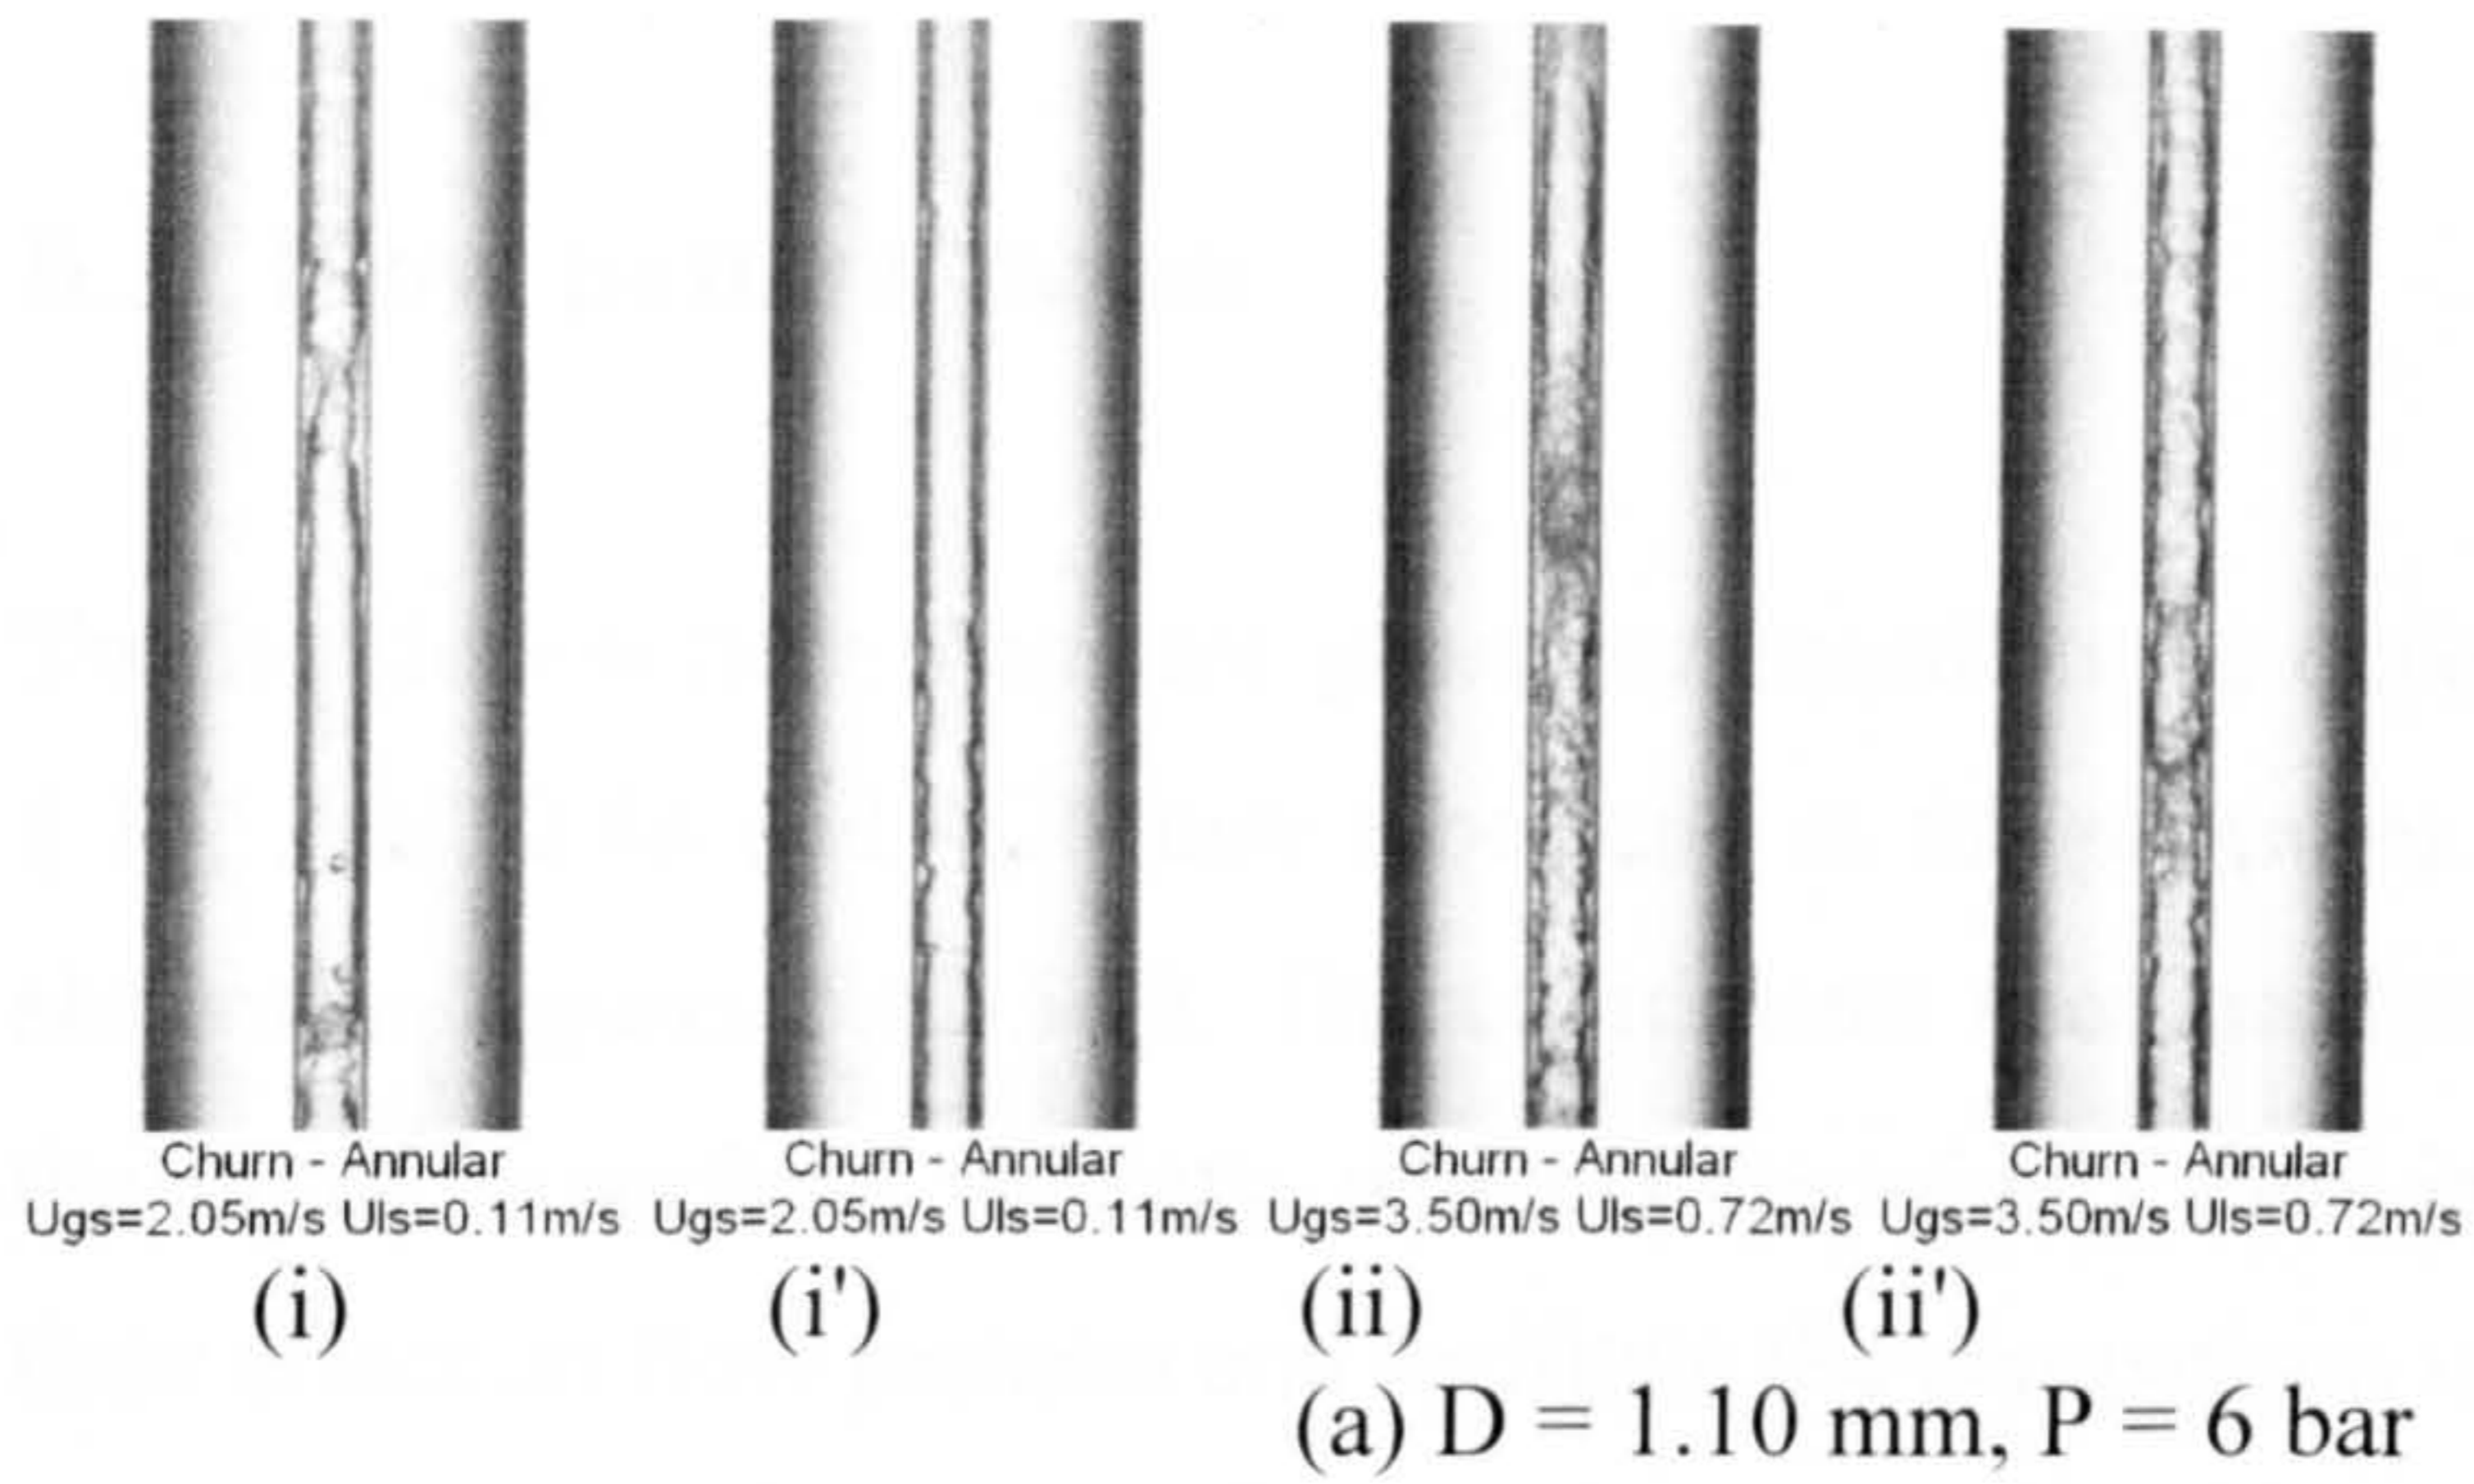 Churn - Annular Churn - Annular Churn - Annular Churn - Annular
Ugs=2.05m/s Uls=0.11m/s Ugs=2.05m/s Uls=0.11m/s Ugs=3.50m/s Uls=0.72m/s Ugs=3.50m/s Uls=0.72m/s
(i) (i') (ii) (ii')
(a) D = 1.10 mm, P = 6 bar